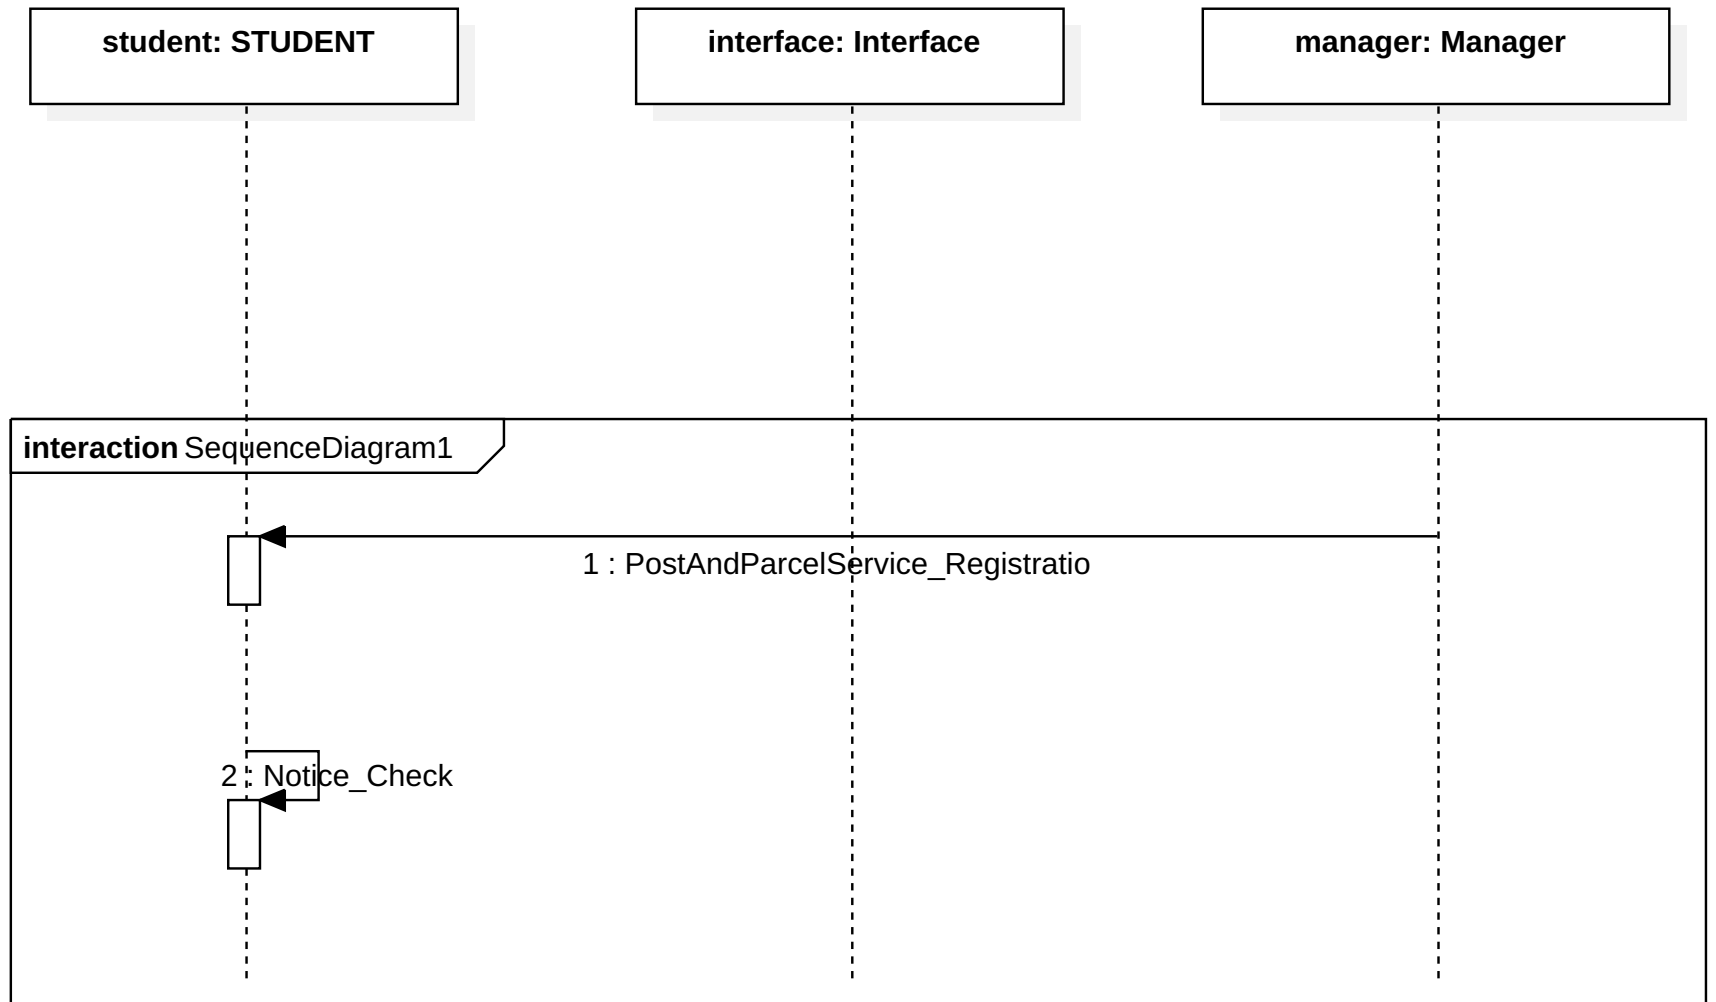 student: STUDENT
interface: Interface
manager: Manager
interaction SequenceDiagram1
1 : PostAndParcelService_Registratio
2 : Notice_Check